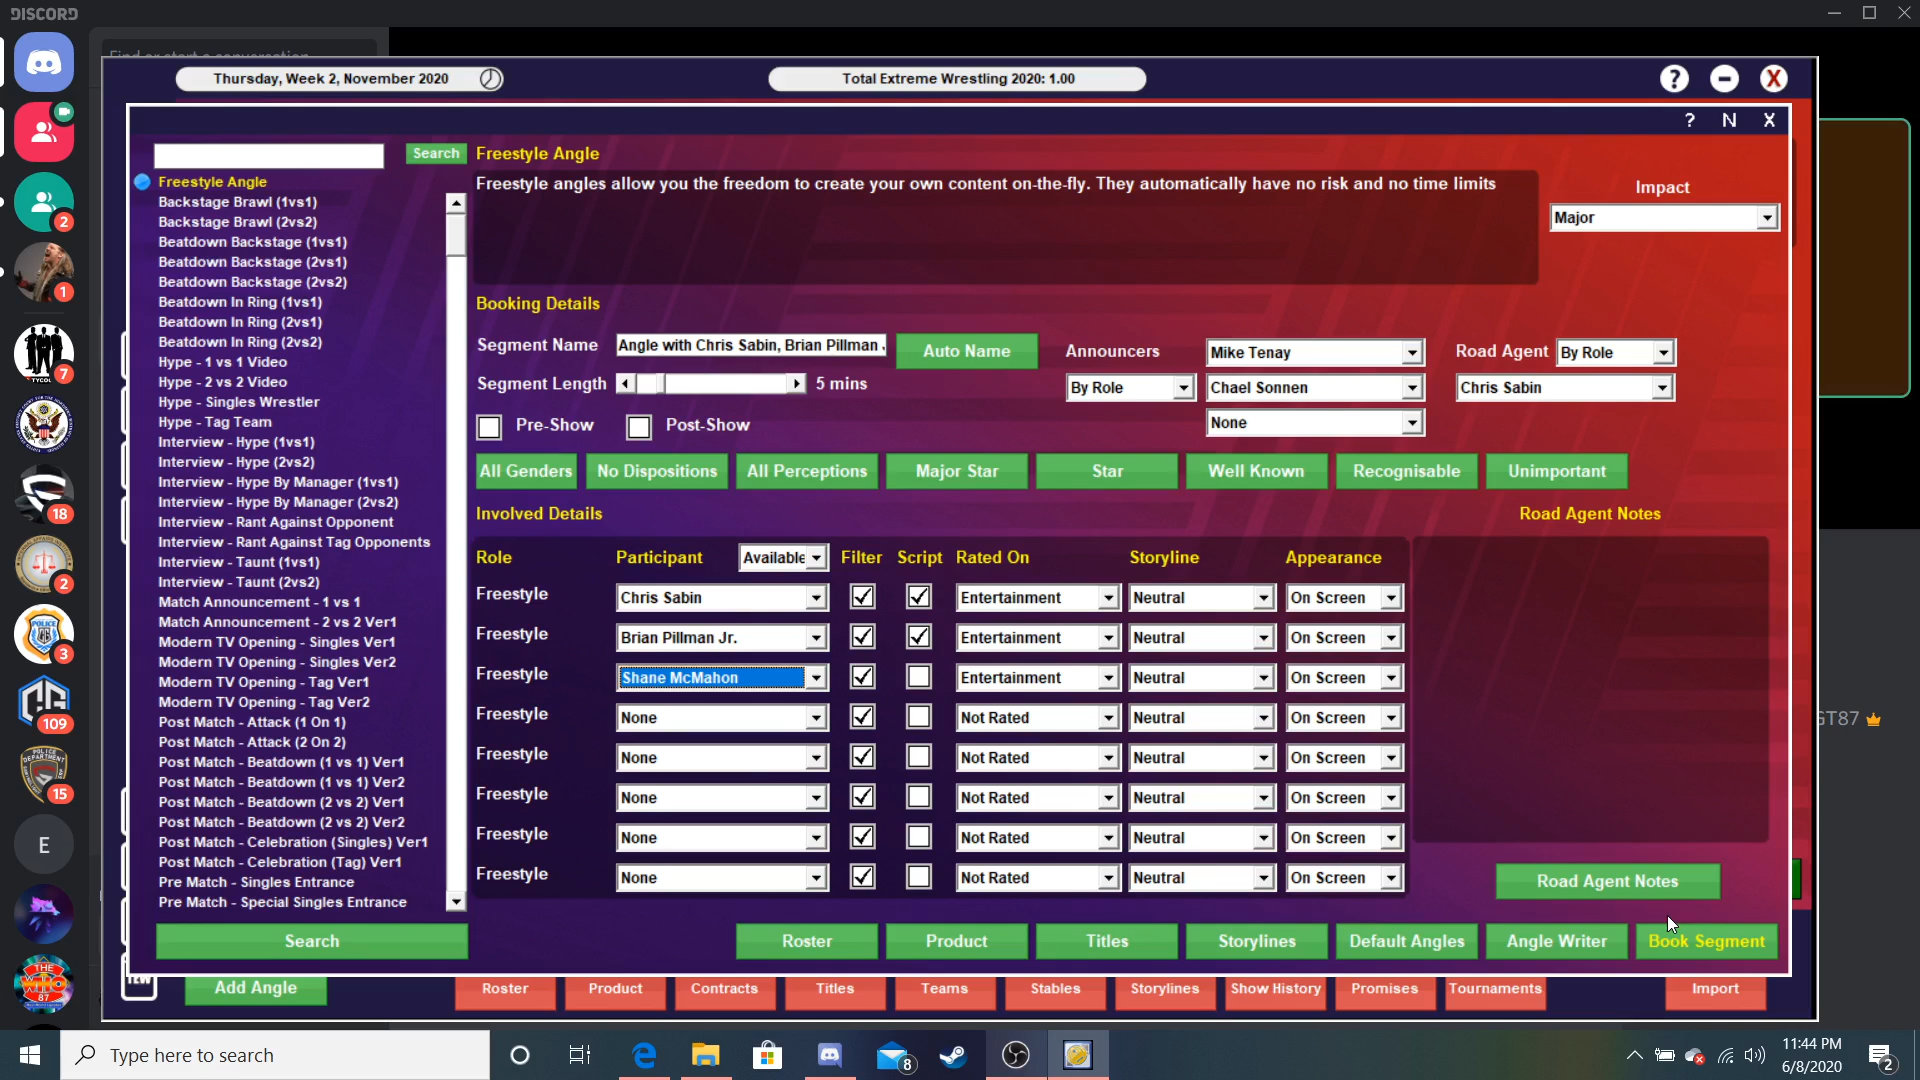 DISCORD
Thursday, Week 2, November 2020
Total Extreme Wrestling 2020: 1.00
?
X
? N X
Search
Freestyle Angle
Freestyle Angle
Backstage Brawl (1vs1)
Backstage Brawl (2vs2)
Beatdown Backstage (1vs1)
Beatdown Backstage (2vs1)
Beatdown Backstage (2vs2)
Beatdown In Ring (1vs1)
Beatdown In Ring (2vs1)
Beatdown In Ring (2vs2)
Hype - 1 vs 1 Video
Hype - 2 vs 2 Video
Hype - Singles Wrestler
Hype - Tag Team
Interview - Hype (1vs1)
Interview - Hype (2vs2)
Interview - Hype By Manager (1vs1)
Interview - Hype By Manager (2vs2)
Interview - Rant Against Opponent
Interview - Rant Against Tag Opponents
Interview - Taunt (1vs1)
Interview - Taunt (2vs2)
Match Announcement - 1 vs 1
Match Announcement - 2 vs 2 Ver1
Modern TV Opening - Singles Ver1
Modern TV Opening - Singles Ver2
Modern TV Opening - Tag Ver1
Modern TV Opening - Tag Ver2
Post Match - Attack (1 On 1)
Post Match - Attack (2 On 2)
Post Match - Beatdown (1 vs 1) Ver1
Post Match - Beatdown (1 vs 1) Ver2
Post Match - Beatdown (2 vs 2) Ver1
Post Match - Beatdown (2 vs 2) Ver2
Post Match - Celebration (Singles) Ver1
Post Match - Celebration (Tag) Ver1
Pre Match - Singles Entrance
Pre Match - Special Singles Entrance
Search
Freestyle angles allow you the freedom to create your own content on-the-fly. They automatically have no risk and no time limits
Impact
Major
Booking Details
Segment Name Angle with Chris Sabin, Brian Pillman
Auto Name
Announcers Mike Tenay
Road Agent By Role
Segment Length 5 mins
By Role Chael Sonnen
Chris Sabin
None
Pre-Show Post-Show
All Genders No Dispositions All Perceptions Major Star Star Well Known Recognisable Unimportant
Involved Details
Road Agent Notes
Role Participant Available Filter Script Rated On Storyline Appearance
Freestyle Chris Sabin Entertainment Neutral On Screen
Freestyle Brian Pillman Jr. Entertainment Neutral On Screen
Freestyle Shane McMahon Entertainment Neutral On Screen
Freestyle None Not Rated Neutral On Screen
Freestyle None Not Rated Neutral On Screen
Freestyle None Not Rated Neutral On Screen
Freestyle None Not Rated Neutral On Screen
Freestyle None Not Rated Neutral On Screen
Road Agent Notes
Roster Product Titles Storylines Default Angles Angle Writer Book Segment
Add Angle
Roster Product Contracts Titles Teams Stables Storylines Show History Promises Tournaments Import
GT87
2
1
7
18
2
POLICE
3
109
15
E
THE
WHO
87
Type here to search
8
11:44 PM
6/8/2020
2